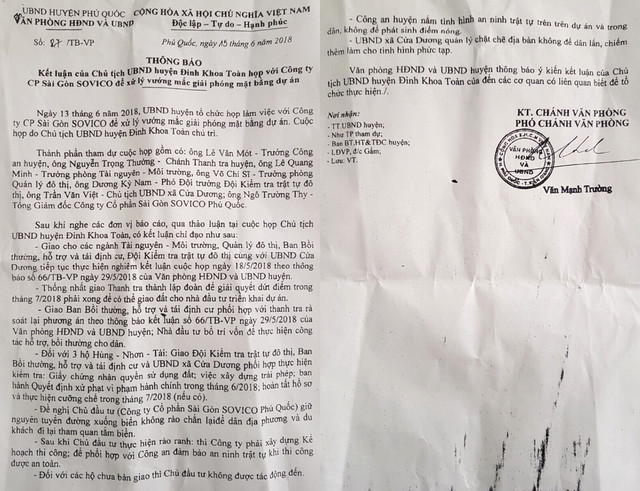 UBND HUYỆN PHÚ QUỐC
VĂN PHÒNG HĐND VÀ UBND
CỘNG HÒA XÃ HỘI CHỦ NGHĨA VIỆT NAM
Độc lập - Tự do - Hạnh phúc
Số: 87 /TB-VP
Phú Quốc, ngày 15 tháng 6 năm 2018
THÔNG BÁO
Kết luận của Chủ tịch UBND huyện Đinh Khoa Toàn họp với Công ty
CP Sài Gòn SOVICO để xử lý vướng mắc giải phóng mặt bằng dự án
Ngày 13 tháng 6 năm 2018, UBND huyện tổ chức họp làm việc với Công
ty CP Sài Gòn SOVICO để xử lý vướng mắc giải phóng mặt bằng dự án.
Cuộc họp do Chủ tịch UBND huyện Đinh Khoa Toàn chủ trì.
Thành phần tham dự cuộc họp gồm có: ông Lê Văn Mót - Trưởng Công
an huyện, ông Nguyễn Trọng Thưởng - Chánh Thanh tra huyện, ông Lê Quang
Minh - Trưởng phòng Tài nguyên - Môi trường, ông Võ Chí Sĩ - Trưởng phòng
Quản lý đô thị, ông Dương Kỳ Nam - Phó Đội trưởng Đội Kiểm tra trật tự đô
thị, ông Trần Văn Việt - Chủ tịch UBND xã Cửa Dương; ông Ngô Trường Thy -
Tổng Giám đốc Công ty Cổ phần Sài Gòn SOVICO Phú Quốc.
Sau khi nghe các đơn vị báo cáo, qua thảo luận tại cuộc họp Chủ tịch
UBND huyện Đinh Khoa Toàn, có kết luận chỉ đạo như sau:
- Giao cho các ngành Tài nguyên - Môi trường, Quản lý đô thị, Ban Bồi
thường, hỗ trợ và tái định cư, Đội Kiểm tra trật tự đô thị cùng với UBND Cửa
Dương tiếp tục thực hiện nghiêm kết luận cuộc họp ngày 18/5/2018 theo thông
báo số 66/TB-VP ngày 29/5/2018 của Văn phòng HĐND và UBND huyện.
- Thống nhất giao Thanh tra thành lập đoàn để giải quyết dứt điểm trong
tháng 7/2018 phải xong để có thể giao đất cho nhà đầu tư triển khai dự án.
- Giao Ban Bồi thường, hỗ trợ và tái định cư phối hợp với thanh tra rà
soát lại phương án theo thông báo kết luận số 66/TB-VP ngày 29/5/2018 của
Văn phòng HĐND và UBND huyện; Nhà đầu tư bố trí vốn để thực hiện công
tác hỗ trợ, bồi thường cho dân.
- Đối với 3 hộ Hùng - Nhơn - Tài: Giao Đội Kiểm tra trật tự đô thị, Ban
Bồi thường, hỗ trợ và tái định cư và UBND xã Cửa Dương phối hợp thực hiện
kiểm tra: Giấy chứng nhận quyền sử dụng đất; việc xây dựng trái phép; ban
hành Quyết định xử phạt vi phạm hành chính trong tháng 6/2018; hoàn tất hồ sơ
và thực hiện cưỡng chế trong tháng 7/2018 (nếu có).
- Đề nghị Chủ đầu tư (Công ty Cổ phần Sài Gòn SOVICO Phú Quốc) giữ
nguyên tuyến đường xuống biển không rào chắn lại để dân địa phương và du
khách đi lại tham quan tắm biển.
- Sau khi Chủ đầu tư thực hiện rào ranh: thì Công ty phải xây dựng Kế
hoạch thi công; để phối hợp với Công an đảm bảo an ninh trật tự khi thi công
được an toàn.
- Đối với các hộ chưa bàn giao thì Chủ đầu tư không được tác động đến.
- Công an huyện nắm tình hình an ninh trật tự trên trên dự án và trong
dân, không để phát sinh điểm nóng.
- UBND xã Cửa Dương quản lý chặt chẽ địa bàn không để dân lấn, chiếm
thêm làm cho tình hình phức tạp.
Văn phòng HĐND và UBND huyện thông báo ý kiến kết luận của Chủ
tịch UBND huyện Đinh Khoa Toàn của đến các cơ quan có liên quan biết để tổ
chức thực hiện./.
Nơi nhận:
- TT.UBND huyện;
- Như TP tham dự;
- Ban BT.HT&TĐC huyện;
- LĐVP, đ/c Gấm;
- Lưu: VT.
KT. CHÁNH VĂN PHÒNG
PHÓ CHÁNH VĂN PHÒNG
VĂN PHÒNG
HĐND
VÀ
UBND
Văn Mạnh Trường